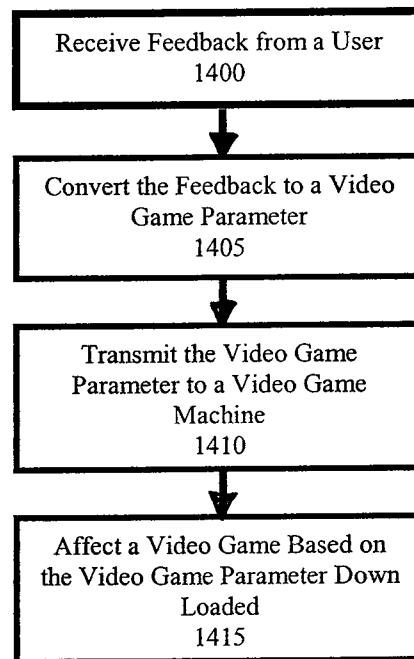 Receive Feedback from a User
1400
Convert the Feedback to a Video
Game Parameter
1405
Transmit the Video Game
Parameter to a Video Game
Machine
1410
Affect a Video Game Based on
the Video Game Parameter Down
Loaded
1415